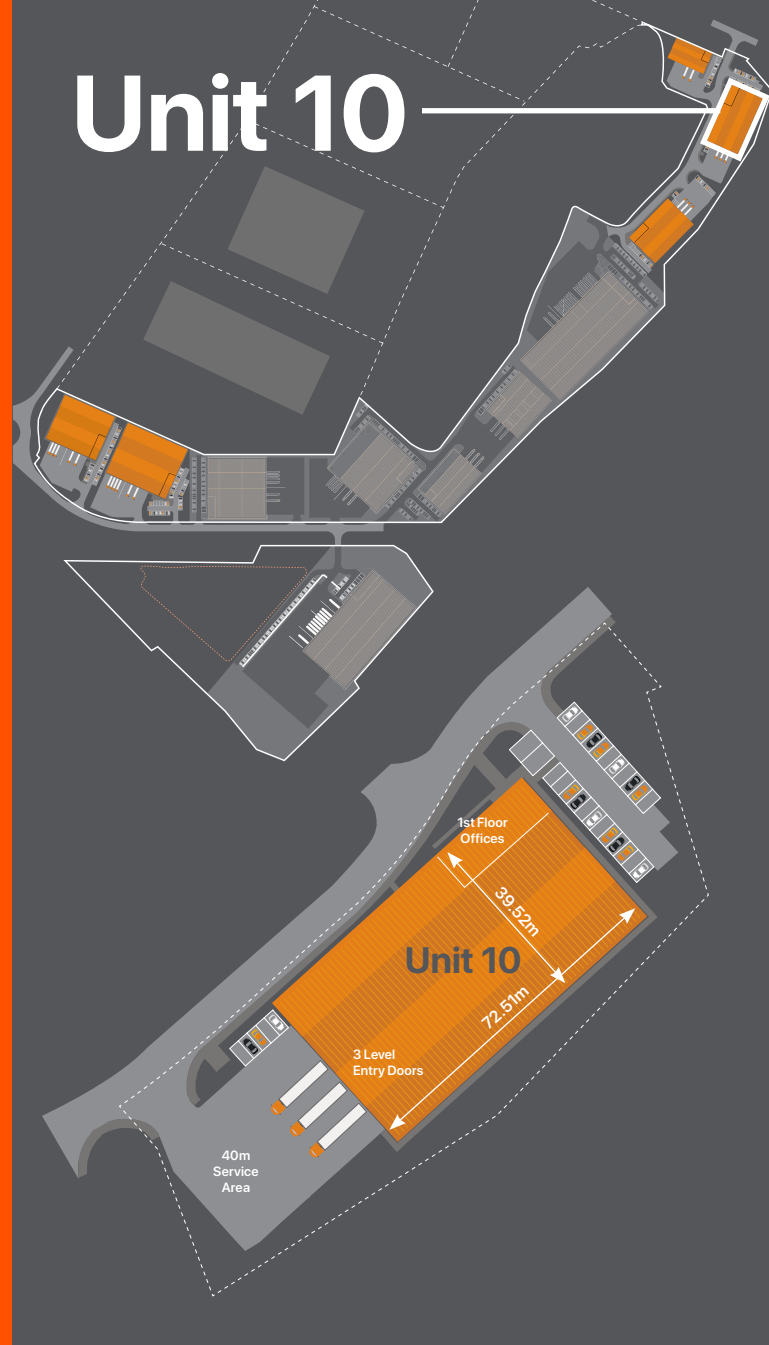 Unit 10
1st Floor
Offices
39.52m
Unit 10
72.51m
3 Level
Entry Doors
40m
Service
Area